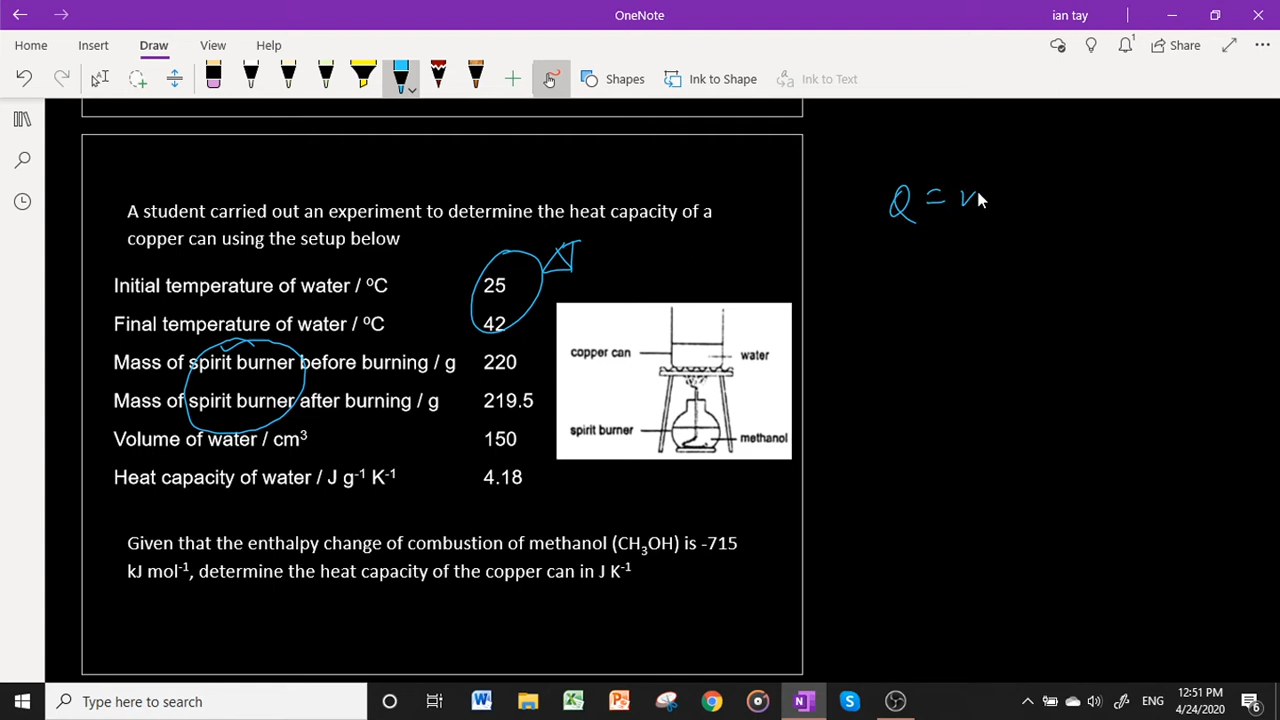 OneNote
ian tay
Home Insert Draw View Help
Share
Shapes
Ink to Shape
Ink to Text
A student carried out an experiment to determine the heat capacity of a
copper can using the setup below
Initial temperature of water / ºC 25
Final temperature of water / ºC 42
Mass of spirit burner before burning / g 220
Mass of spirit burner after burning / g 219.5
Volume of water / cm³ 150
Heat capacity of water / J g⁻¹ K⁻¹ 4.18
copper can
water
spirit burner
methanol
Given that the enthalpy change of combustion of methanol (CH₃OH) is -715
kJ mol⁻¹, determine the heat capacity of the copper can in J K⁻¹
ΔT
Q =
Type here to search
ENG
12:51 PM
4/24/2020
6